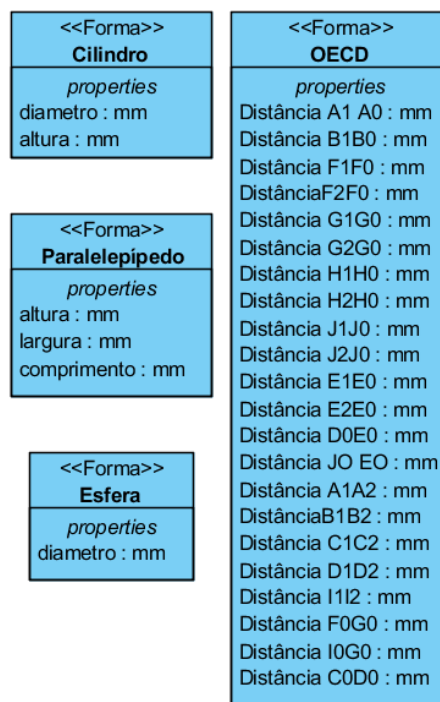 <<Forma>>
Cilindro
properties
diametro : mm
altura : mm
<<Forma>>
Paralelepípedo
properties
altura : mm
largura : mm
comprimento : mm
<<Forma>>
Esfera
properties
diametro : mm
<<Forma>>
OECD
properties
Distância A1 A0 : mm
Distância B1B0 : mm
Distância F1F0 : mm
DistânciaF2F0 : mm
Distância G1G0 : mm
Distância G2G0 : mm
Distância H1H0 : mm
Distância H2H0 : mm
Distância J1J0 : mm
Distância J2J0 : mm
Distância E1E0 : mm
Distância E2E0 : mm
Distância D0E0 : mm
Distância JO EO : mm
Distância A1A2 : mm
DistânciaB1B2 : mm
Distância C1C2 : mm
Distância D1D2 : mm
Distância I1I2 : mm
Distância F0G0 : mm
Distância I0G0 : mm
Distância C0D0 : mm